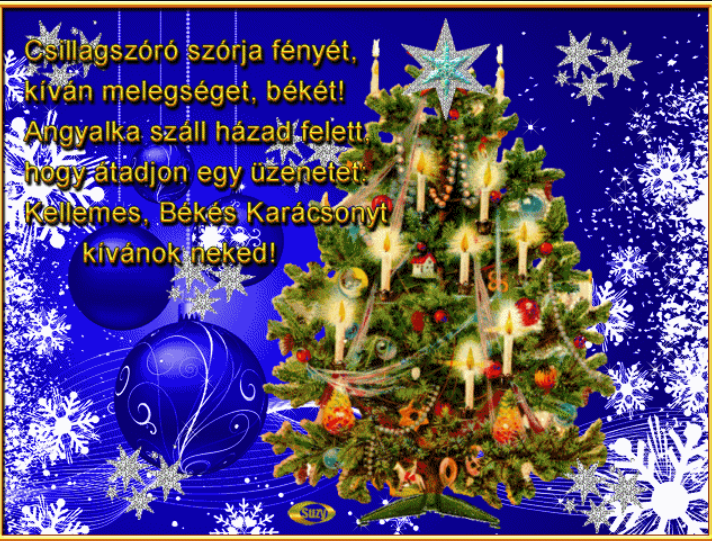 Csillagszóró szórja fényét,
kíván melegséget, békét!
Angyalka száll házad felett,
hogy átadjon egy üzenetet:
Kellemes, Békés Karácsonyt
kívánok neked!
Suzy